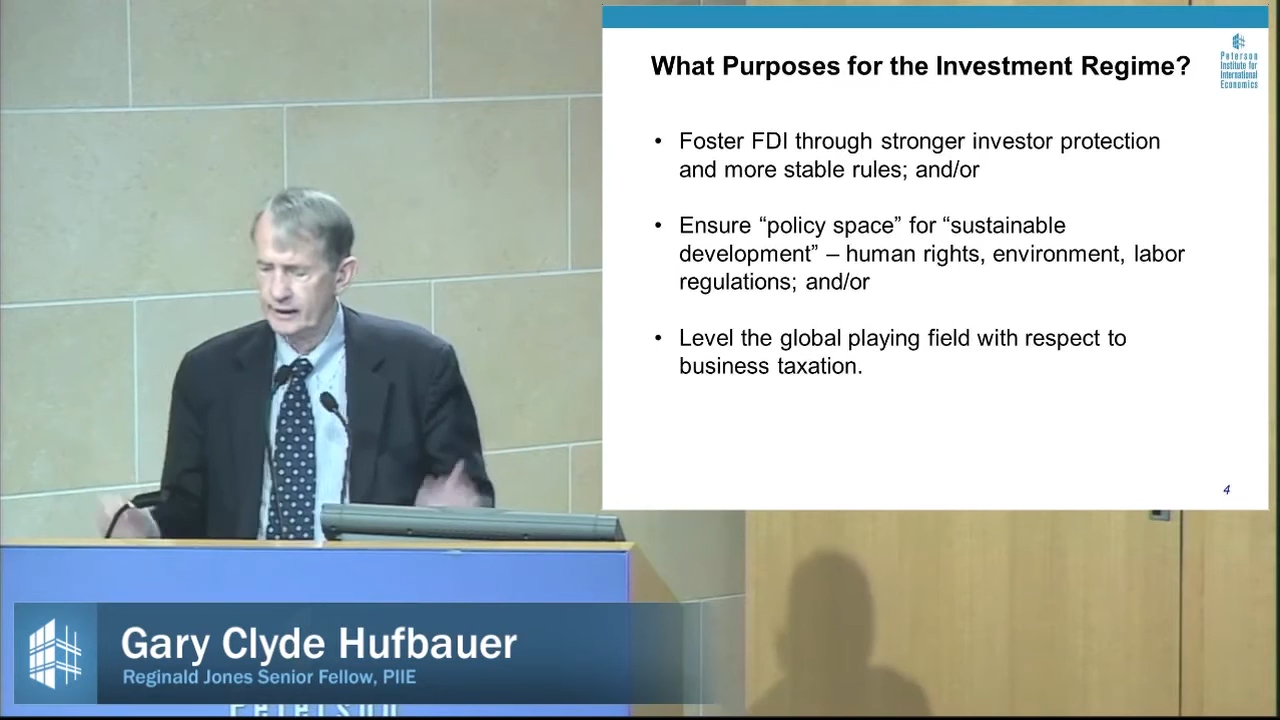 What Purposes for the Investment Regime?
Peterson
Institute for
International
Economics
• Foster FDI through stronger investor protection
and more stable rules; and/or
• Ensure “policy space” for “sustainable
development” – human rights, environment, labor
regulations; and/or
• Level the global playing field with respect to
business taxation.
4
Gary Clyde Hufbauer
Reginald Jones Senior Fellow, PIIE
Peterson